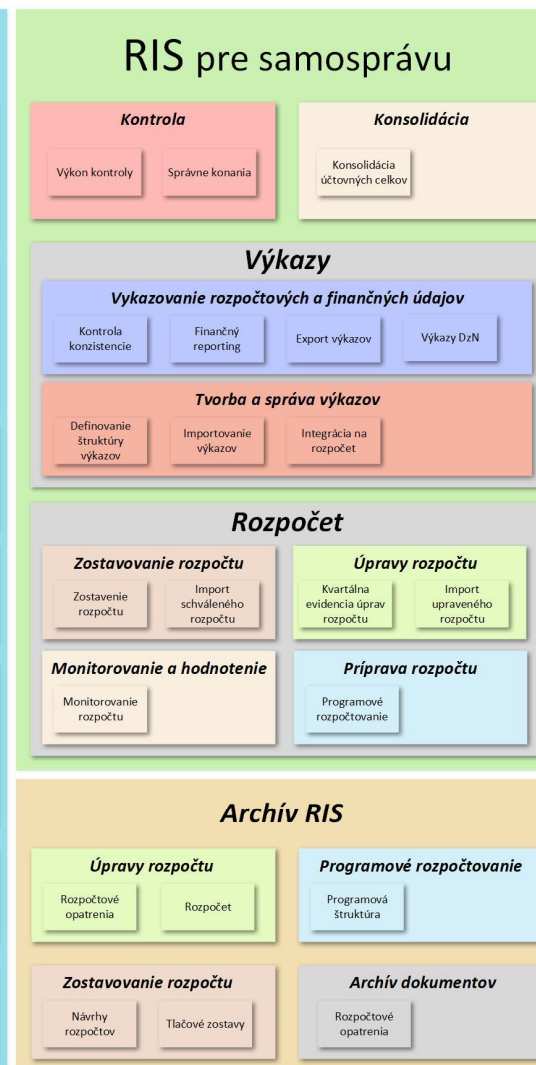 RIS pre samosprávu
Kontrola
Výkon kontroly
Správne konania
Konsolidácia
Konsolidácia
účtovných celkov
Výkazy
Vykazovanie rozpočtových a finančných údajov
Kontrola
konzistencie
Finančný
reporting
Export výkazov
Výkazy DzN
Tvorba a správa výkazov
Definovanie
štruktúry
výkazov
Importovanie
výkazov
Integrácia na
rozpočet
Rozpočet
Zostavovanie rozpočtu
Zostavenie
rozpočtu
Import
schváleného
rozpočtu
Úpravy rozpočtu
Kvartálna
evidencia úprav
rozpočtu
Import
upraveného
rozpočtu
Monitorovanie a hodnotenie
Monitorovanie
rozpočtu
Príprava rozpočtu
Programové
rozpočtovanie
Archív RIS
Úpravy rozpočtu
Rozpočtové
opatrenia
Rozpočet
Programové rozpočtovanie
Programová
štruktúra
Zostavovanie rozpočtu
Návrhy
rozpočtov
Tlačové zostavy
Archív dokumentov
Rozpočtové
opatrenia